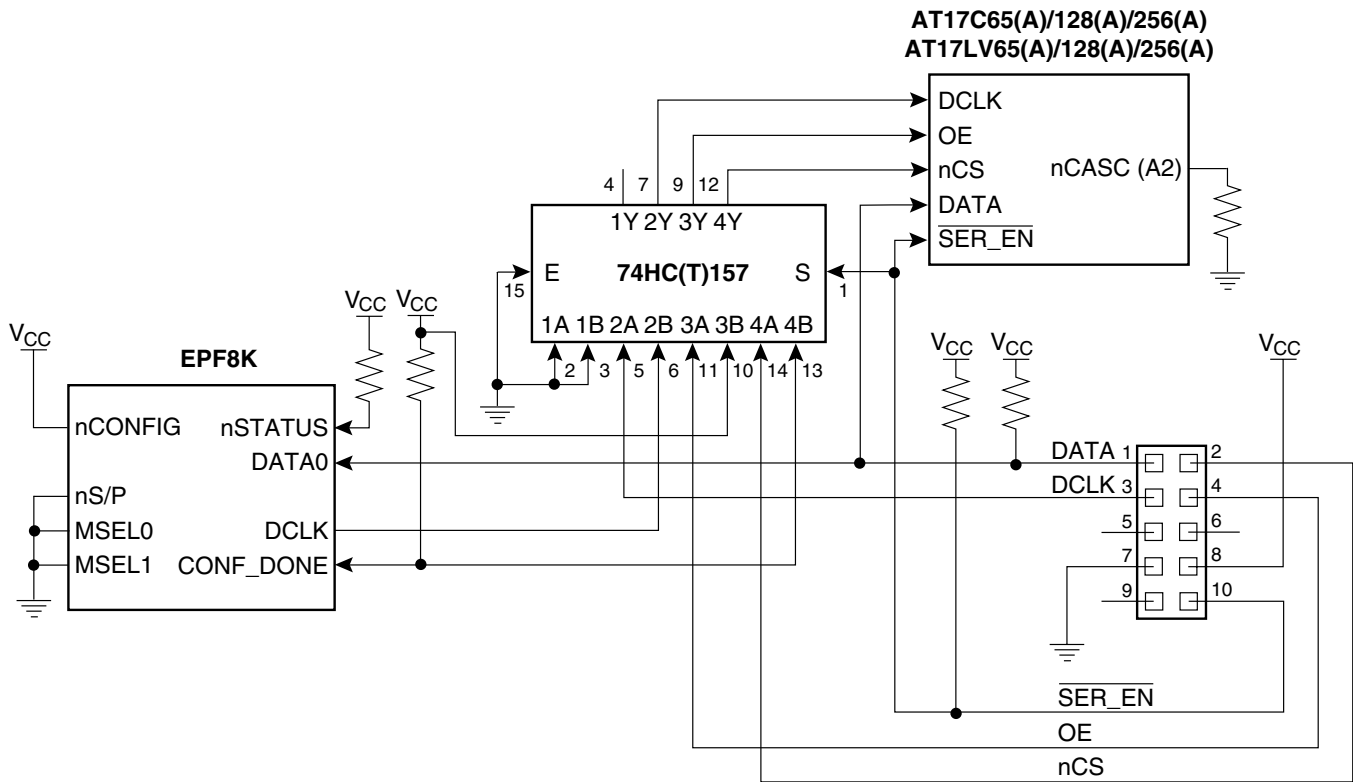 AT17C65(A)/128(A)/256(A)
AT17LV65(A)/128(A)/256(A)
DCLK
OE
nCS
DATA
SER_EN
nCASC (A2)
4 7 9 12
1Y 2Y 3Y 4Y
E 74HC(T)157 S
15 1
1A 1B 2A 2B 3A 3B 4A 4B
2 3 5 6 11 10 14 13
VCC
VCC
VCC
EPF8K
nCONFIG
nS/P
MSEL0
MSEL1
nSTATUS
DATA0
DCLK
CONF_DONE
VCC
VCC
VCC
DATA 1 2
DCLK 3 4
5 6
7 8
9 10
SER_EN
OE
nCS